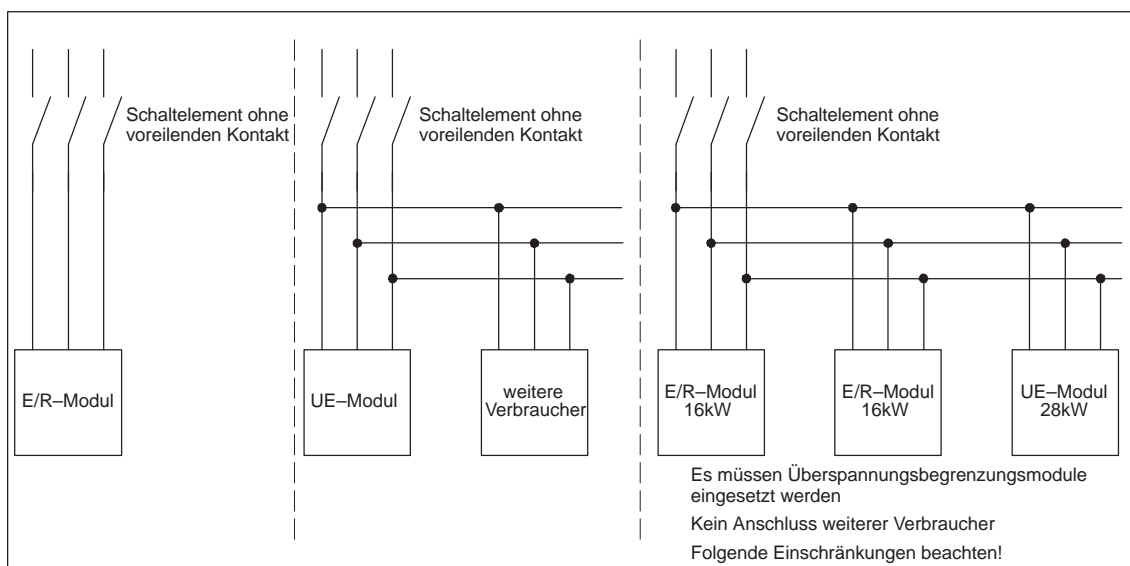 Schaltelement ohne
voreilenden Kontakt
E/R–Modul
Schaltelement ohne
voreilenden Kontakt
UE–Modul
weitere
Verbraucher
Schaltelement ohne
voreilenden Kontakt
E/R–Modul
16kW
E/R–Modul
16kW
UE–Modul
28kW
Es müssen Überspannungsbegrenzungsmodule
eingesetzt werden
Kein Anschluss weiterer Verbraucher
Folgende Einschränkungen beachten!